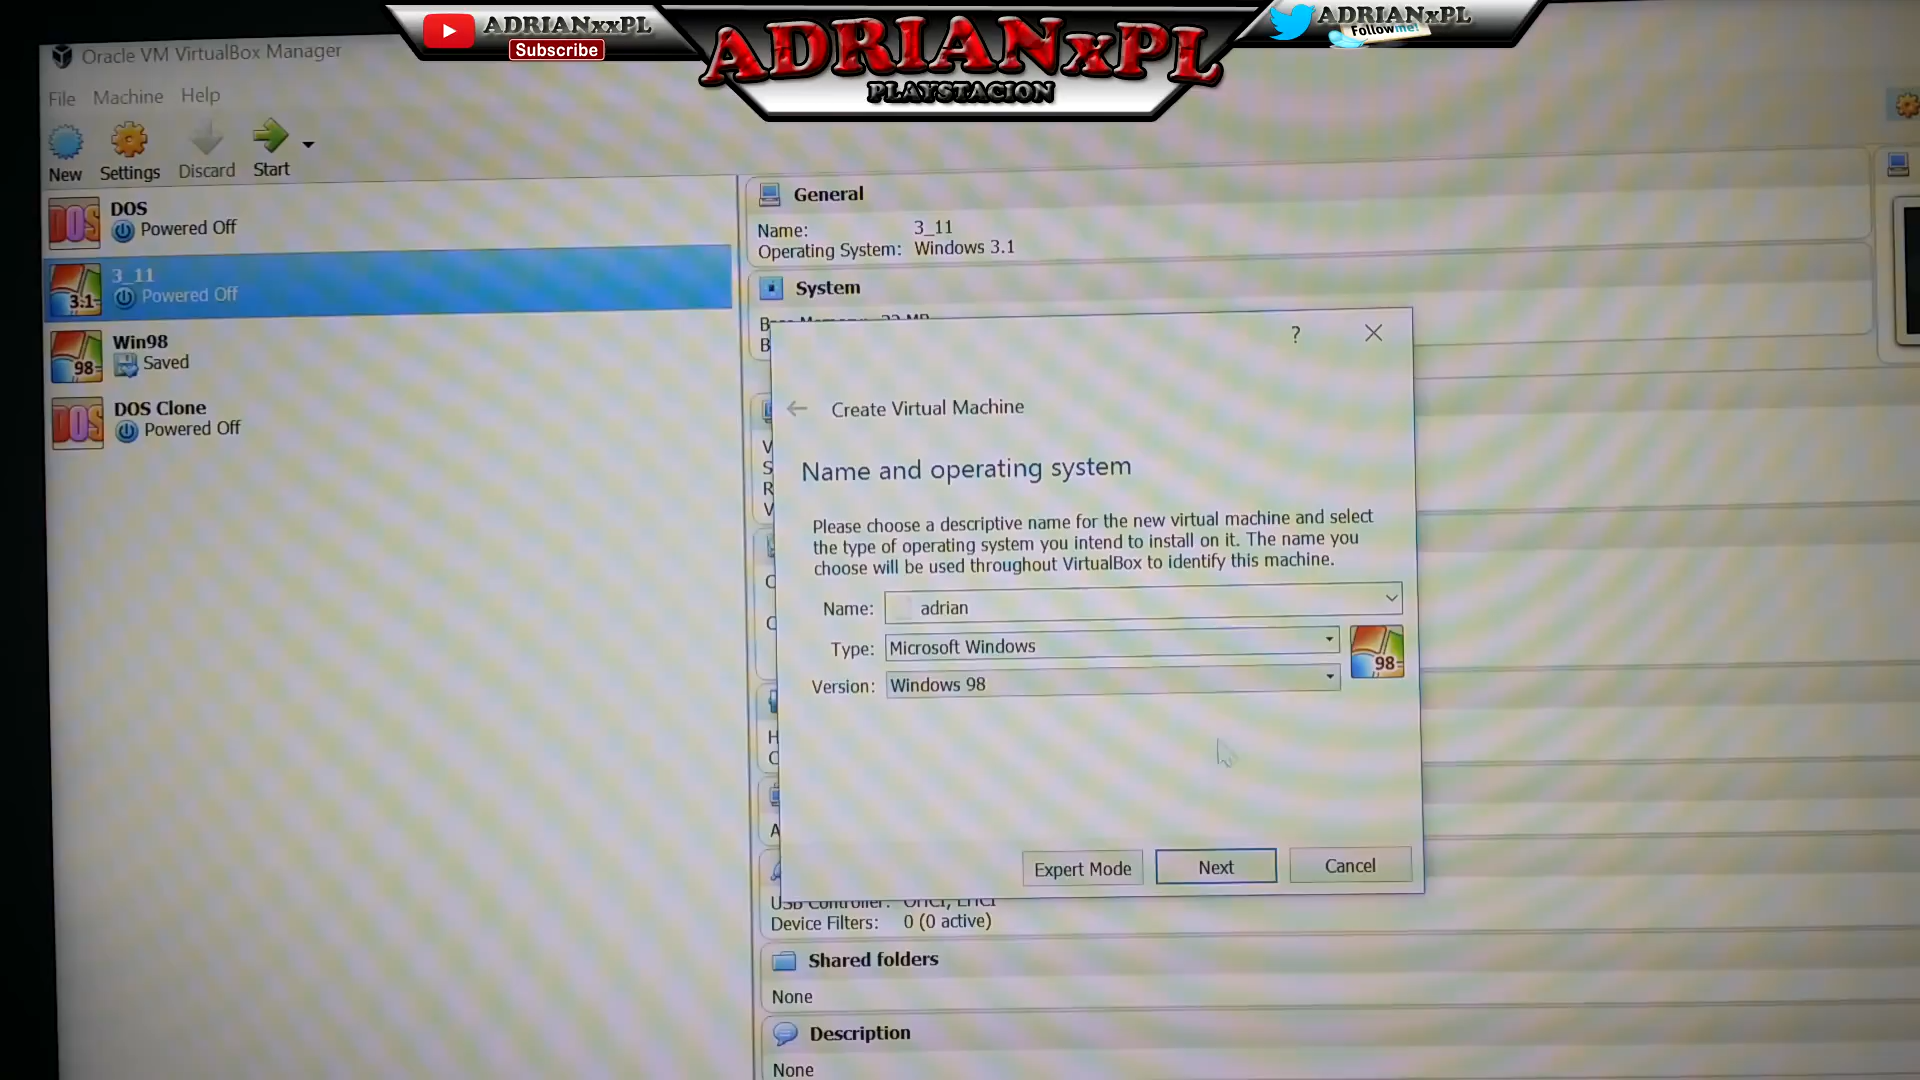 ADRIANxxPL
Subscribe
ADRIANxPL
PLAYSTACION
ADRIANxPL
Followme!
Oracle VM VirtualBox Manager
File Machine Help
New Settings Discard Start
DOS
Powered Off
3_11
3.1
Powered Off
Win98
98
Saved
DOS
DOS Clone
Powered Off
General
Name: 3_11
Operating System: Windows 3.1
System
?
Create Virtual Machine
Name and operating system
Please choose a descriptive name for the new virtual machine and select
the type of operating system you intend to install on it. The name you
choose will be used throughout VirtualBox to identify this machine.
Name: adrian
Type: Microsoft Windows
98
Version: Windows 98
Expert Mode Next Cancel
USB Controller: OHCI, EHCI
Device Filters: 0 (0 active)
Shared folders
None
Description
None